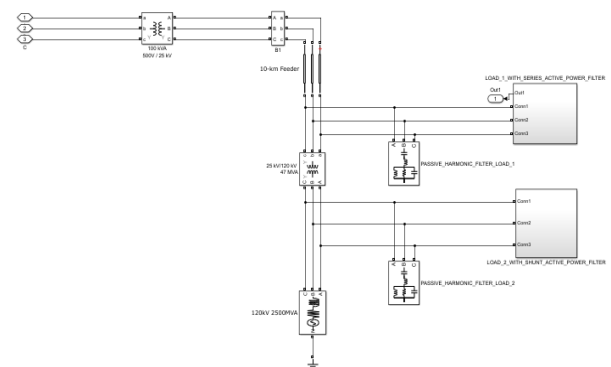 1
2
3
C
a
b
c
A
B
C
A
B
C
a
b
c
100 kVA
500V / 25 kV
B1
10-km Feeder
LOAD_1_WITH_SERIES_ACTIVE_POWER_FILTER
Out1
1
Out1
Conn1
Conn2
Conn3
A B C
PASSIVE_HARMONIC_FILTER_LOAD_1
25 kV/120 kV
47 MVA
c b a
C B A
Conn1
Conn2
Conn3
LOAD_2_WITH_SHUNT_ACTIVE_POWER_FILTER
A B C
PASSIVE_HARMONIC_FILTER_LOAD_2
C B A
120kV 2500MVA